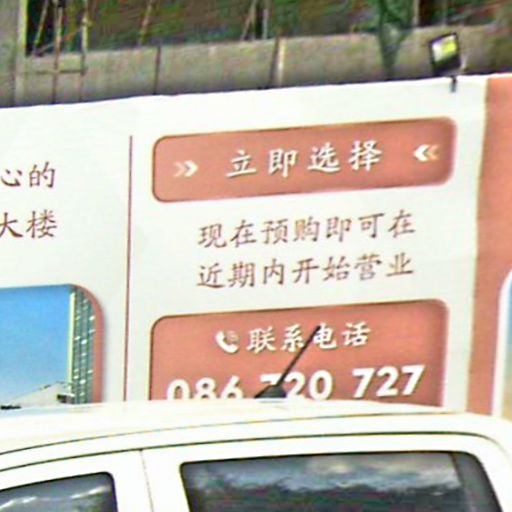 心的
大楼
立即选择
现在预购即可在
近期内开始营业
联系电话
086 720 727